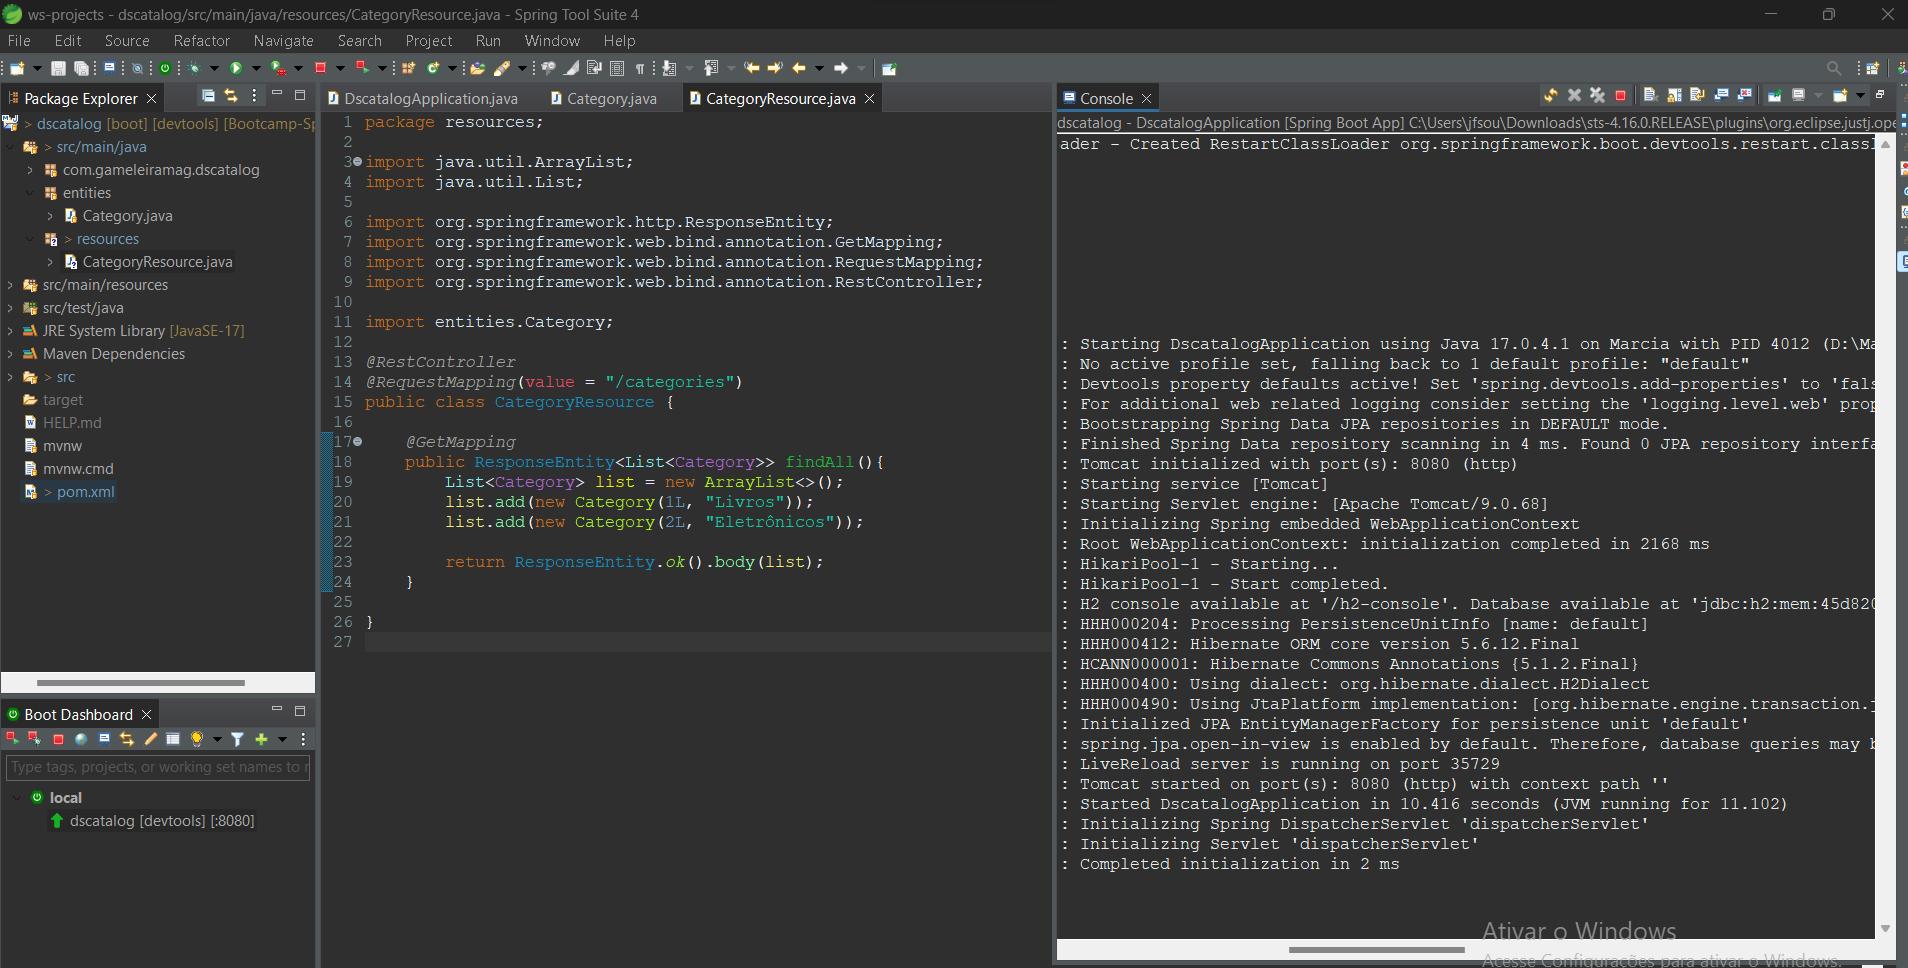 ws-projects - dscatalog/src/main/java/resources/CategoryResource.java - Spring Tool Suite 4
File Edit Source Refactor Navigate Search Project Run Window Help
Package Explorer
> dscatalog [boot] [devtools] [Bootcamp-Sp
> src/main/java
com.gameleiramag.dscatalog
entities
Category.java
> resources
CategoryResource.java
src/main/resources
src/test/java
JRE System Library [JavaSE-17]
Maven Dependencies
> src
target
HELP.md
mvnw
mvnw.cmd
> pom.xml
Boot Dashboard
Type tags, projects, or working set names to
local
dscatalog [devtools] [:8080]
DscatalogApplication.java Category.java CategoryResource.java
1 package resources;
2
3 import java.util.ArrayList;
4 import java.util.List;
5
6 import org.springframework.http.ResponseEntity;
7 import org.springframework.web.bind.annotation.GetMapping;
8 import org.springframework.web.bind.annotation.RequestMapping;
9 import org.springframework.web.bind.annotation.RestController;
10
11 import entities.Category;
12
13 @RestController
14 @RequestMapping(value = "/categories")
15 public class CategoryResource {
16
17 @GetMapping
18 public ResponseEntity<List<Category>> findAll(){
19 List<Category> list = new ArrayList<>();
20 list.add(new Category(1L, "Livros"));
21 list.add(new Category(2L, "Eletrônicos"));
22
23 return ResponseEntity.ok().body(list);
24 }
25
26 }
27
Console
dscatalog - DscatalogApplication [Spring Boot App] C:\Users\jfsou\Downloads\sts-4.16.0.RELEASE\plugins\org.eclipse.justj.ope
ader - Created RestartClassLoader org.springframework.boot.devtools.restart.classl
: Starting DscatalogApplication using Java 17.0.4.1 on Marcia with PID 4012 (D:\Ma
: No active profile set, falling back to 1 default profile: "default"
: Devtools property defaults active! Set 'spring.devtools.add-properties' to 'fals
: For additional web related logging consider setting the 'logging.level.web' prop
: Bootstrapping Spring Data JPA repositories in DEFAULT mode.
: Finished Spring Data repository scanning in 4 ms. Found 0 JPA repository interfa
: Tomcat initialized with port(s): 8080 (http)
: Starting service [Tomcat]
: Starting Servlet engine: [Apache Tomcat/9.0.68]
: Initializing Spring embedded WebApplicationContext
: Root WebApplicationContext: initialization completed in 2168 ms
: HikariPool-1 - Starting...
: HikariPool-1 - Start completed.
: H2 console available at '/h2-console'. Database available at 'jdbc:h2:mem:45d820
: HHH000204: Processing PersistenceUnitInfo [name: default]
: HHH000412: Hibernate ORM core version 5.6.12.Final
: HCANN000001: Hibernate Commons Annotations {5.1.2.Final}
: HHH000400: Using dialect: org.hibernate.dialect.H2Dialect
: HHH000490: Using JtaPlatform implementation: [org.hibernate.engine.transaction.j
: Initialized JPA EntityManagerFactory for persistence unit 'default'
: spring.jpa.open-in-view is enabled by default. Therefore, database queries may b
: LiveReload server is running on port 35729
: Tomcat started on port(s): 8080 (http) with context path ''
: Started DscatalogApplication in 10.416 seconds (JVM running for 11.102)
: Initializing Spring DispatcherServlet 'dispatcherServlet'
: Initializing Servlet 'dispatcherServlet'
: Completed initialization in 2 ms
Ativar o Windows
Acesse Configurações para ativar o Windows.